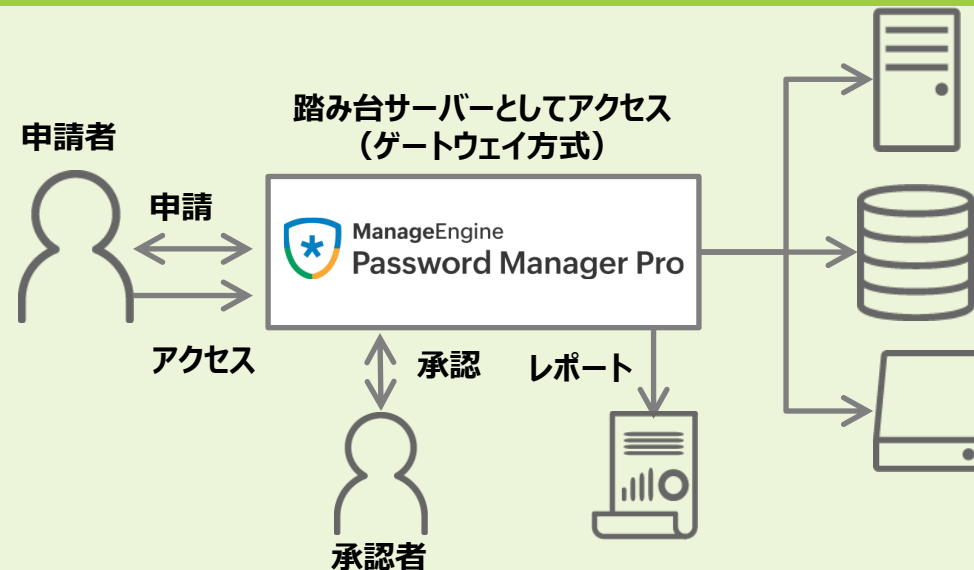 踏み台サーバーとしてアクセス
（ゲートウェイ方式）
申請者
申請
ManageEngine
Password Manager Pro
アクセス
承認
レポート
承認者